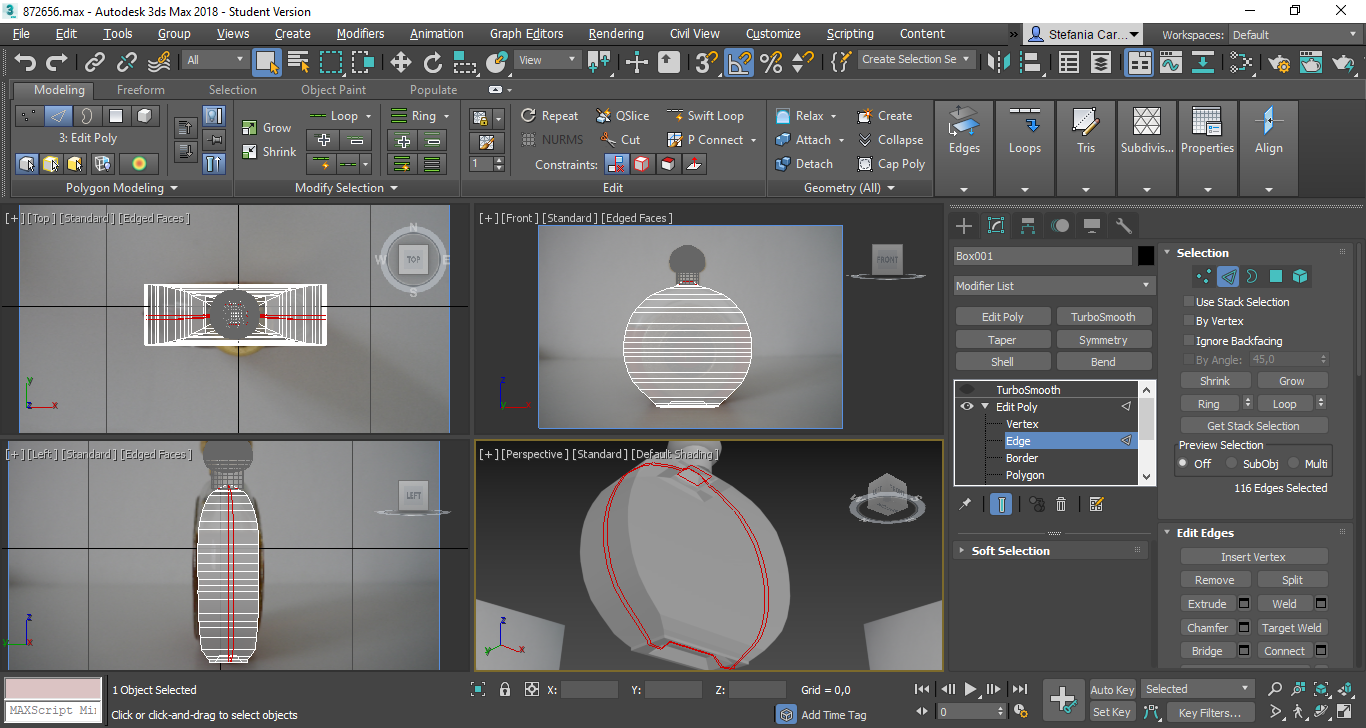 872656.max - Autodesk 3ds Max 2018 - Student Version
File Edit Tools Group Views Create Modifiers Animation Graph Editors Rendering Civil View Customize Scripting Content » Stefania Car... Workspaces: Default
All View Create Selection Se
Modeling Freeform Selection Object Paint Populate
3: Edit Poly
Polygon Modeling
Grow
Shrink
Loop Ring
Modify Selection
1
Repeat QSlice Swift Loop
NURMS Cut P Connect
Constraints:
Edit
Relax Create
Attach Collapse
Detach Cap Poly
Geometry (All)
Edges Loops Tris Subdivis... Properties Align
[+] [Top] [Standard] [Edged Faces]
N
W TOP E
S
y
z x
[+] [Front] [Standard] [Edged Faces]
FRONT
z
x
[+] [Left] [Standard] [Edged Faces]
LEFT
z
[+] [Perspective] [Standard] [Default Shading]
z
y x
Box001
Modifier List
Edit Poly TurboSmooth
Taper Symmetry
Shell Bend
TurboSmooth
Edit Poly
Vertex
Edge
Border
Polygon
Soft Selection
Selection
Use Stack Selection
By Vertex
Ignore Backfacing
By Angle: 45,0
Shrink Grow
Ring Loop
Get Stack Selection
Preview Selection
Off SubObj Multi
116 Edges Selected
Edit Edges
Insert Vertex
Remove Split
Extrude Weld
Chamfer Target Weld
Bridge Connect
MAXScript Mi
1 Object Selected
Click or click-and-drag to select objects
X: Y: Z: Grid = 0,0
Add Time Tag
0
Auto Key Selected
Set Key Key Filters...